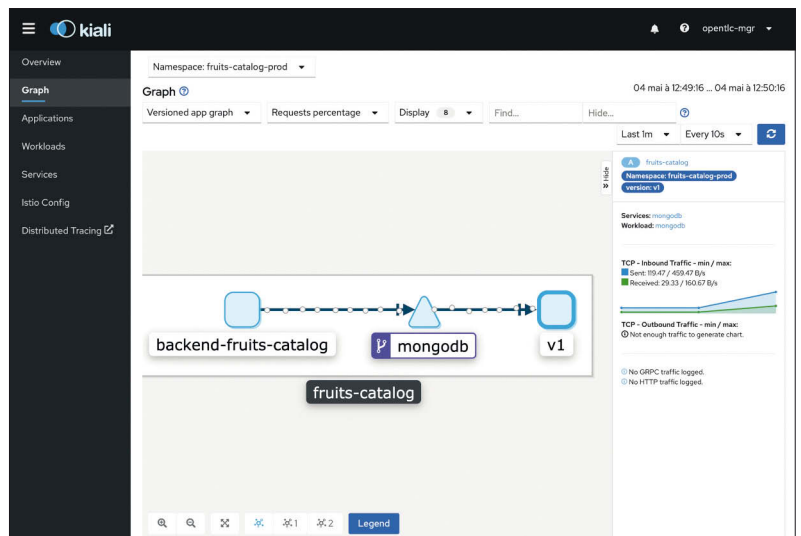 kiali
opentlc-mgr
Overview
Graph
Applications
Workloads
Services
Istio Config
Distributed Tracing
Namespace: fruits-catalog-prod
Graph
04 mai à 12:49:16 ... 04 mai à 12:50:16
Versioned app graph
Requests percentage
Display 8
Find...
Hide...
Last 1m
Every 10s
Hide
A fruits-catalog
Namespace: fruits-catalog-prod
version: v1
Services: mongodb
Workload: mongodb
TCP - Inbound Traffic - min / max:
Sent: 119.47 / 459.47 B/s
Received: 29.33 / 160.67 B/s
TCP - Outbound Traffic - min / max:
Not enough traffic to generate chart.
No GRPC traffic logged.
No HTTP traffic logged.
backend-fruits-catalog
mongodb
v1
fruits-catalog
1
2
Legend